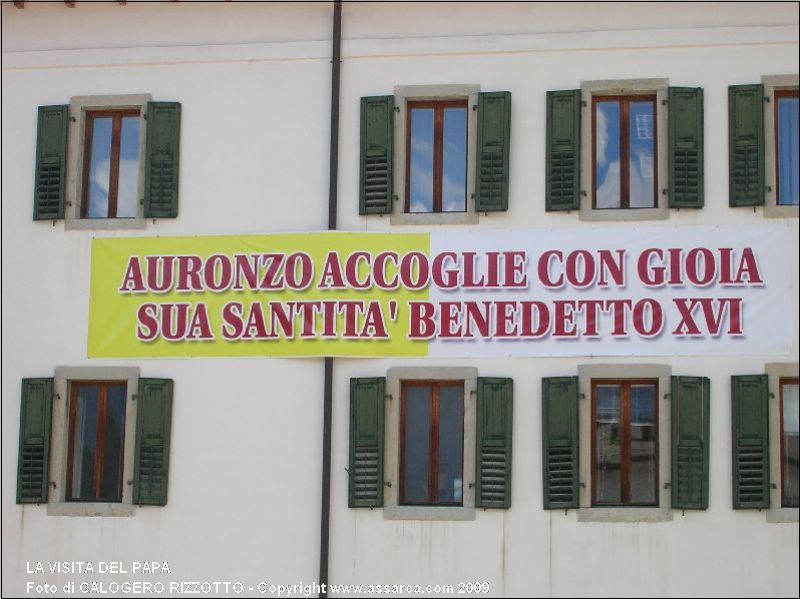 AURONZO ACCOGLIE CON GIOIA
SUA SANTITA' BENEDETTO XVI
LA VISITA DEL PAPA
Foto di CALOGERO RIZZOTTO - Copyright www.assarca.com 2009